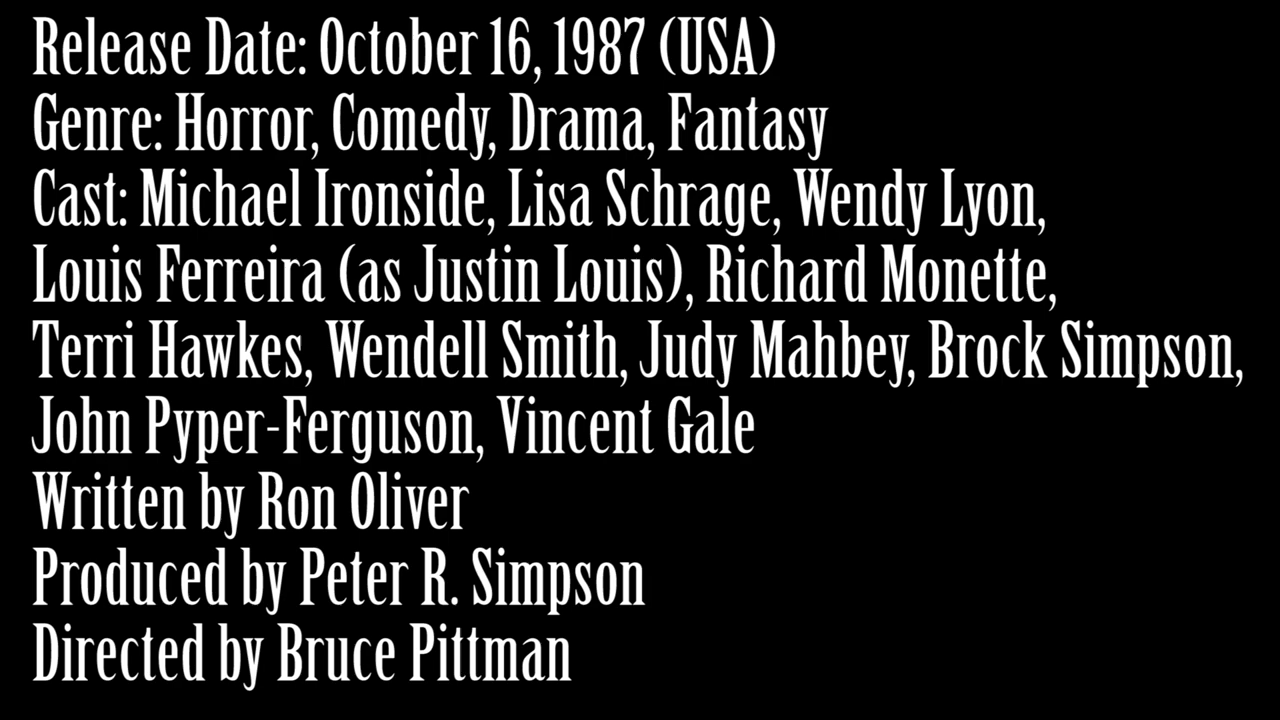 Release Date: October 16, 1987 (USA)
Genre: Horror, Comedy, Drama, Fantasy
Cast: Michael Ironside, Lisa Schrage, Wendy Lyon,
Louis Ferreira (as Justin Louis), Richard Monette,
Terri Hawkes, Wendell Smith, Judy Mahbey, Brock Simpson,
John Pyper-Ferguson, Vincent Gale
Written by Ron Oliver
Produced by Peter R. Simpson
Directed by Bruce Pittman